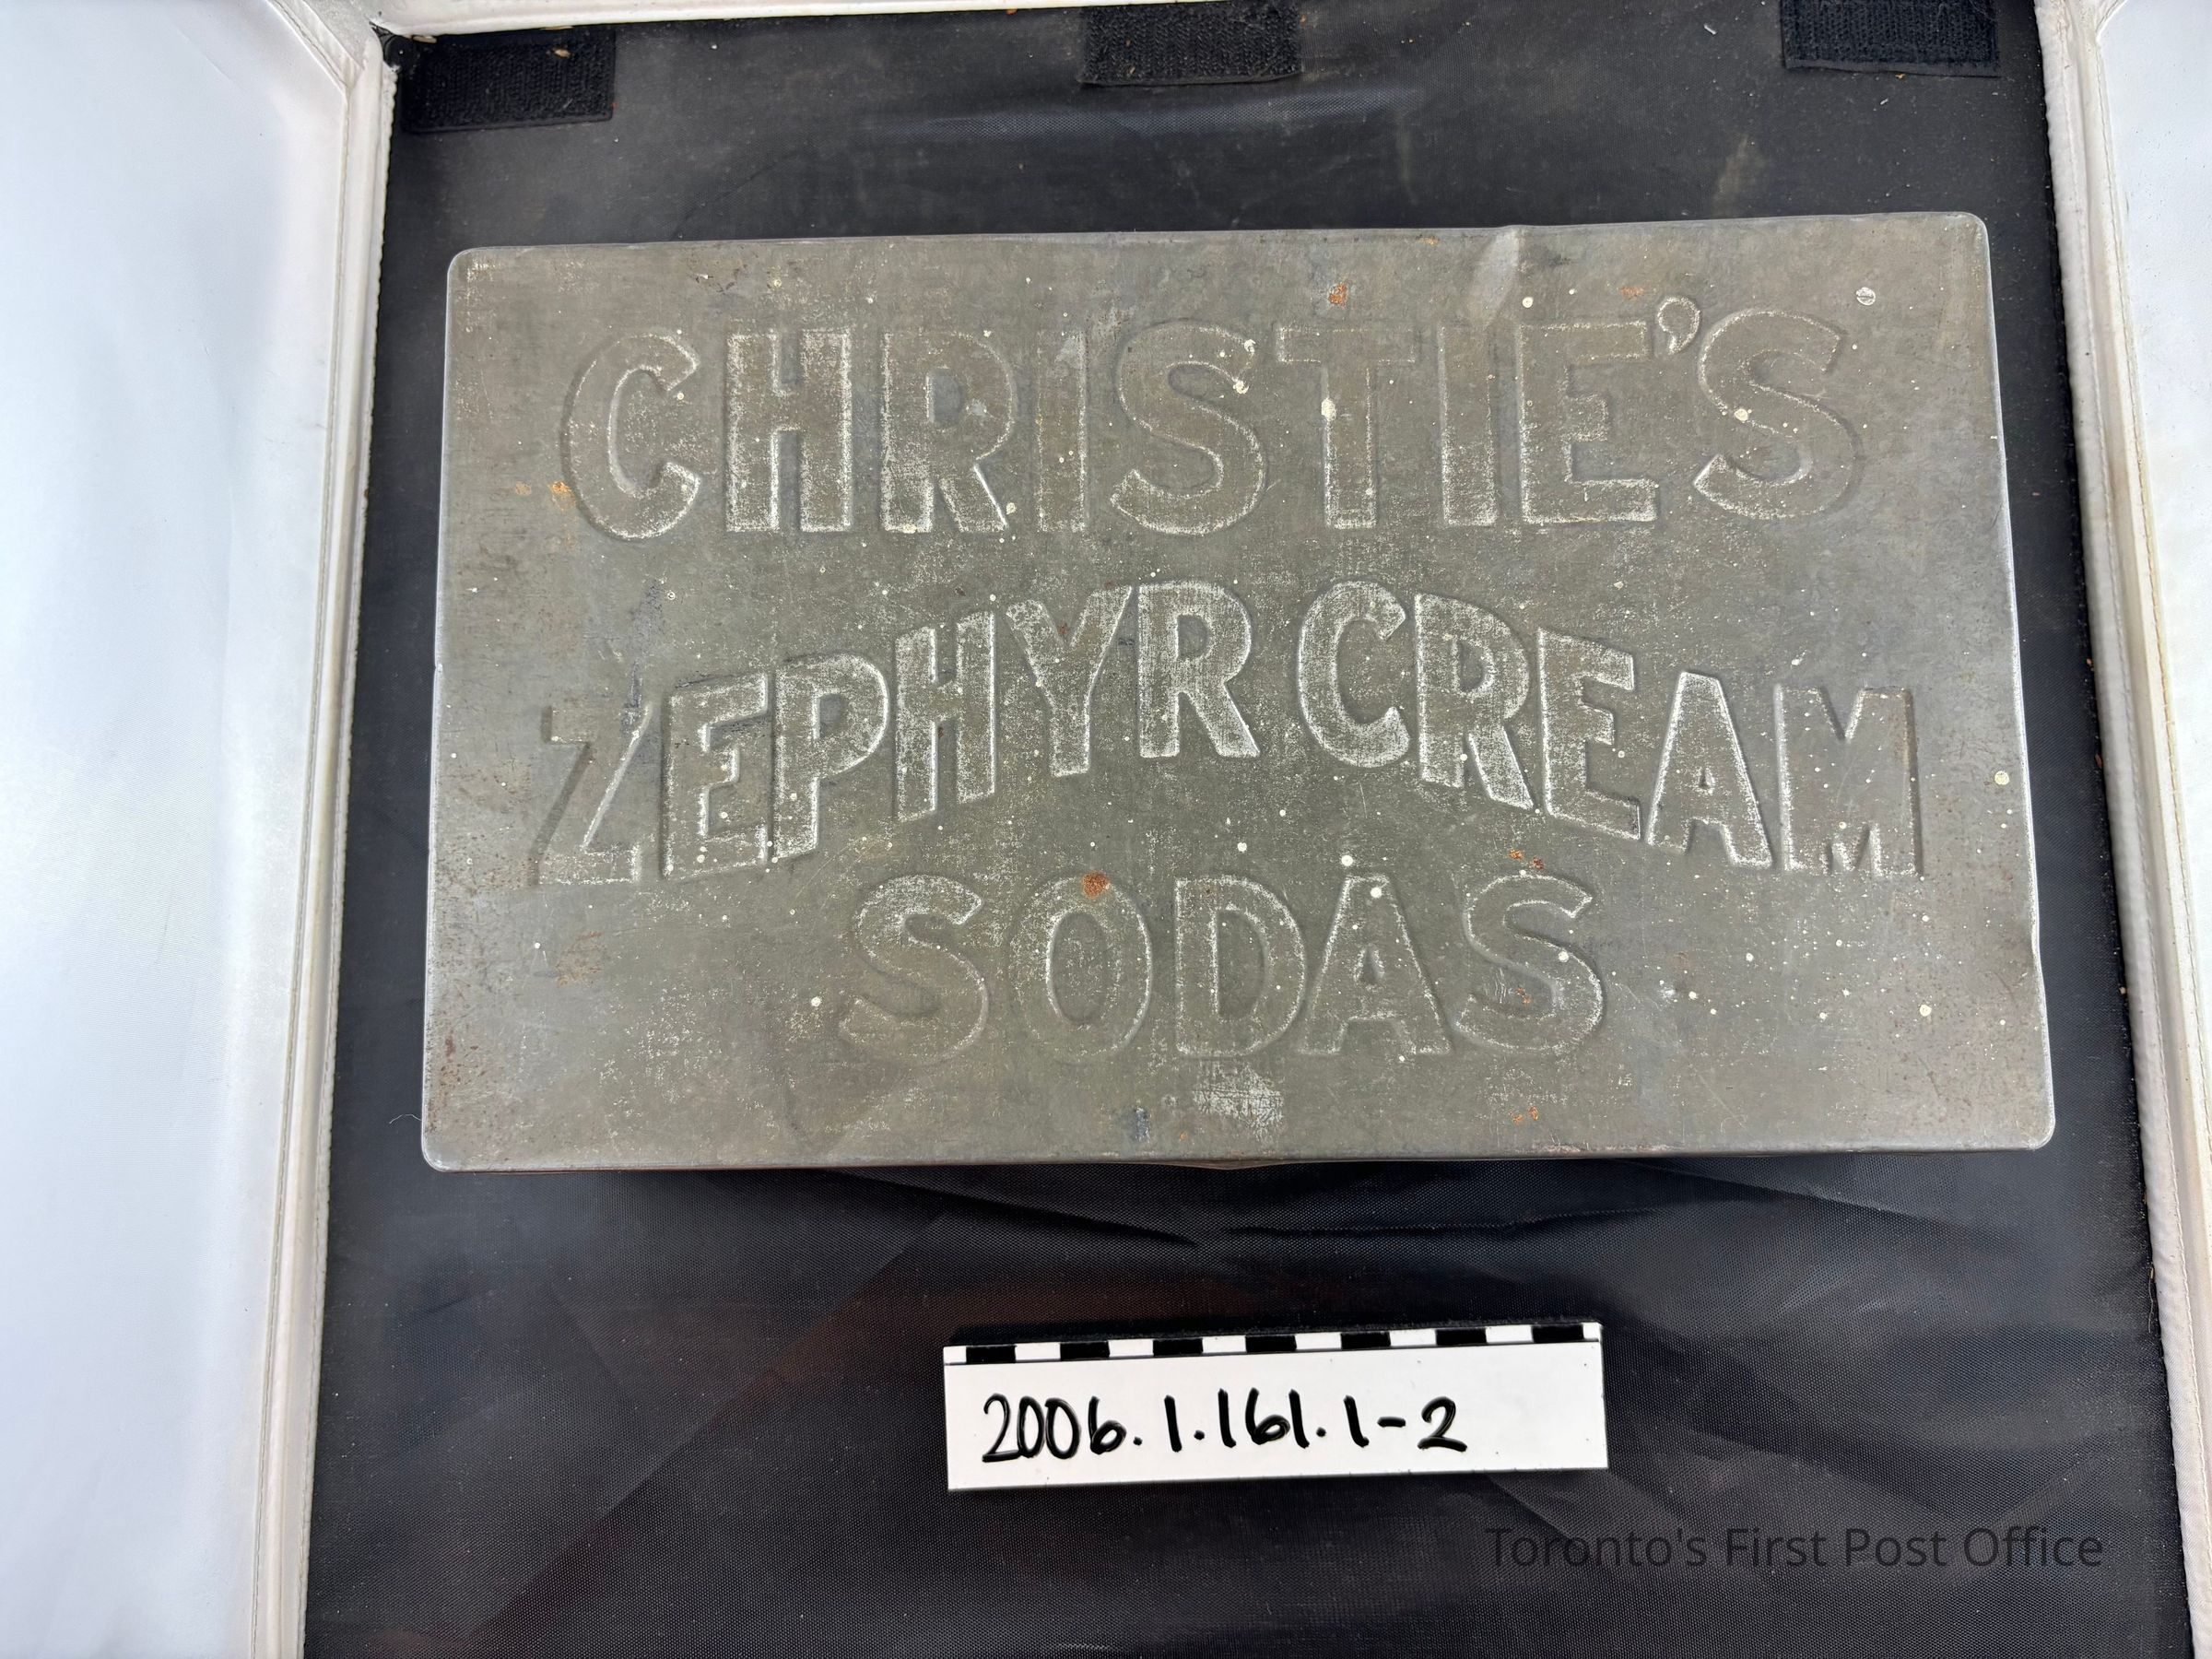 CHRISTIE'S
ZEPHYR CREAM
SODAS
2006.1.161.1-2
Toronto's First Post Office